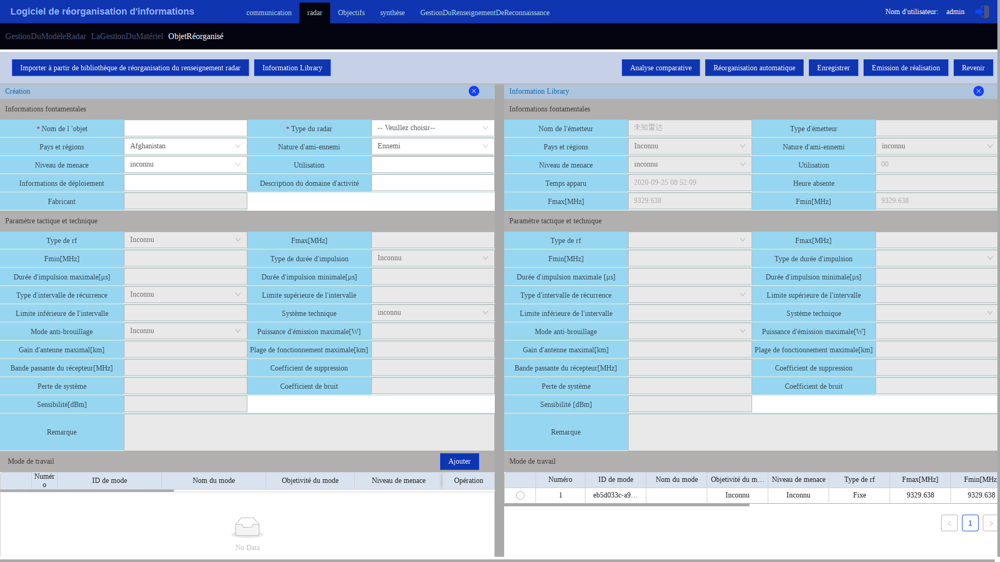 Logiciel de réorganisation d'informations
communication radar Objectifs synthèse GestionDuRenseignementDeReconnaissance
Nom d'utilisateur: admin
GestionDuModèleRadar LaGestionDuMatériel ObjetRéorganisé
Importer à partir de bibliothèque de réorganisation du renseignement radar Information Library
Analyse comparative Réorganisation automatique Enregistrer Emission de réalisation Revenir
Création
Informations fontamentales
* Nom de l 'objet * Type du radar -- Veuillez choisir--
Pays et régions Afghanistan Nature d'ami-ennemi Ennemi
Niveau de menace inconnu Utilisation
Informations de déploiement Description du domaine d'activité
Fabricant
Paramètre tactique et technique
Type de rf Inconnu Fmax[MHz]
Fmin[MHz] Type de durée d'impulsion Inconnu
Durée d'impulsion maximale[µs] Durée d'impulsion minimale[µs]
Type d'intervalle de récurrence Inconnu Limite supérieure de l'intervalle
Limite inférieure de l'intervalle Système technique inconnu
Mode anti-brouillage Inconnu Puissance d'émission maximale[W]
Gain d'antenne maximal[km] Plage de fonctionnement maximale[km]
Bande passante du récepteur[MHz] Coefficient de suppression
Perte de système Coefficient de bruit
Sensibilité[dBm]
Remarque
Mode de travail Ajouter
Numéro ID de mode Nom du mode Objetivité du mode Niveau de menace Opération
No Data
Information Library
Informations fontamentales
Nom de l'émetteur 未知雷达 Type d'émetteur
Pays et régions Inconnu Nature d'ami-ennemi inconnu
Niveau de menace inconnu Utilisation 00
Temps apparu 2020-09-25 08:52:09 Heure absente
Fmax[MHz] 9329.638 Fmin[MHz] 9329.638
Paramètre tactique et technique
Type de rf Fmax[MHz]
Fmin[MHz] Type de durée d'impulsion
Durée d'impulsion maximale [µs] Durée d'impulsion minimale[µs]
Type d'intervalle de récurrence Limite supérieure de l'intervalle
Limite inférieure de l'intervalle Système technique
Mode anti-brouillage Puissance d'émission maximale[W]
Gain d'antenne maximal[km] Plage de fonctionnement maximale[km]
Bande passante du récepteur[MHz] Coefficient de suppression
Perte de système Coefficient de bruit
Sensibilité [dBm]
Remarque
Mode de travail
Numéro ID de mode Nom du mode Objetivité du m… Niveau de menace Type de rf Fmax[MHz] Fmin[MHz]
1 eb5d033c-a9… Inconnu Inconnu Fixe 9329.638 9329.638
1